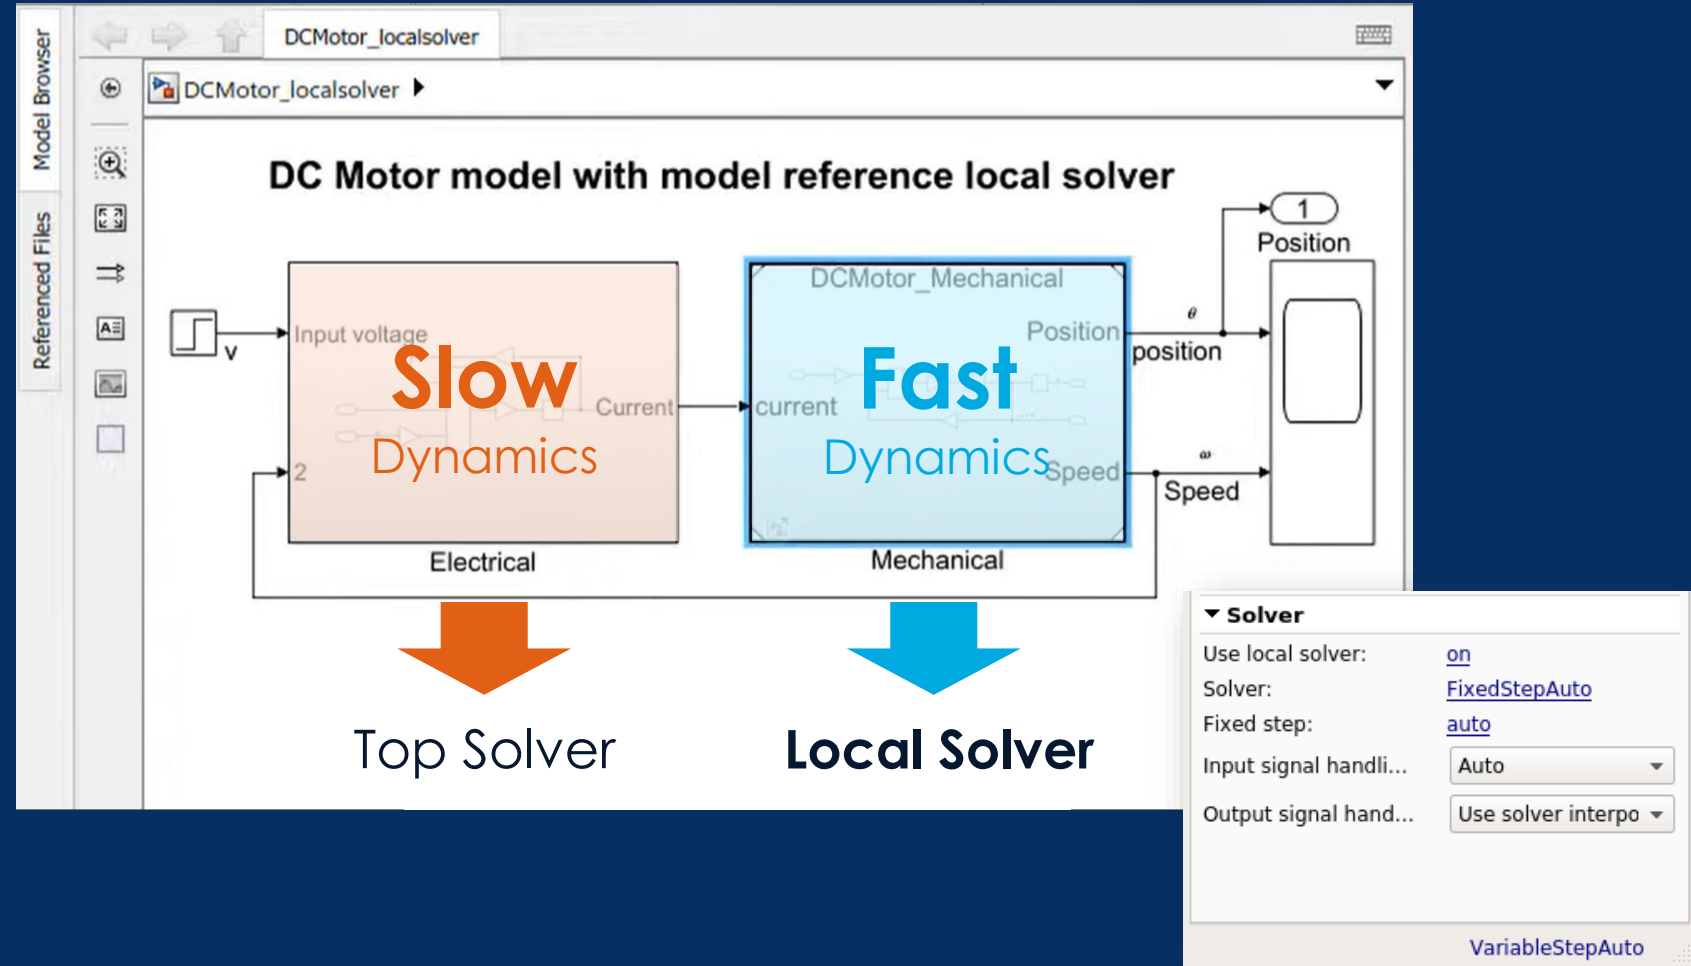 Model Browser
Referenced Files
DCMotor_localsolver
DCMotor_localsolver
DC Motor model with model reference local solver
1
Position
DCMotor_Mechanical
Input voltage
V
Position
θ
position
Slow
Dynamics
Current
current
Fast
Dynamics
2
Speed
ω
Speed
Electrical
Mechanical
Top Solver
Local Solver
Solver
Use local solver: on
Solver: FixedStepAuto
Fixed step: auto
Input signal handli... Auto
Output signal hand... Use solver interpo
VariableStepAuto